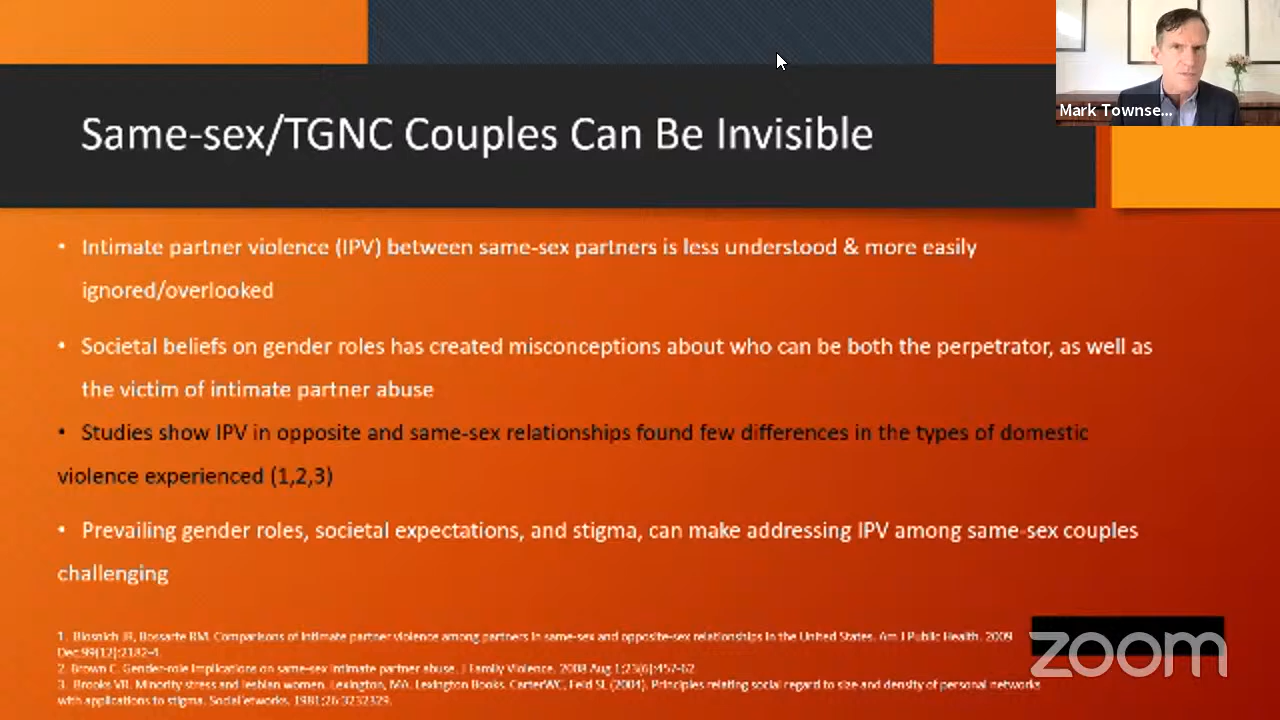 Mark Townse...
Same-sex/TGNC Couples Can Be Invisible
• Intimate partner violence (IPV) between same-sex partners is less understood & more easily
ignored/overlooked
• Societal beliefs on gender roles has created misconceptions about who can be both the perpetrator, as well as
the victim of intimate partner abuse
• Studies show IPV in opposite and same-sex relationships found few differences in the types of domestic
violence experienced (1,2,3)
• Prevailing gender roles, societal expectations, and stigma, can make addressing IPV among same-sex couples
challenging
1. Blosnich JR, Bossarte RM. Comparisons of intimate partner violence among partners in same-sex and opposite-sex relationships in the United States. Am J Public Health. 2009
Dec;99(12):2182-4.
2. Brown C. Gender-role implications on same-sex intimate partner abuse. J Family Violence. 2008 Aug 1;23(6):457-62.
3. Brooks VR. Minority stress and lesbian women. Lexington, MA. Lexington Books. CarterWC, Feld SL (2004). Principles relating social regard to size and density of personal networks
with applications to stigma. 1981;26:3232329.
zoom